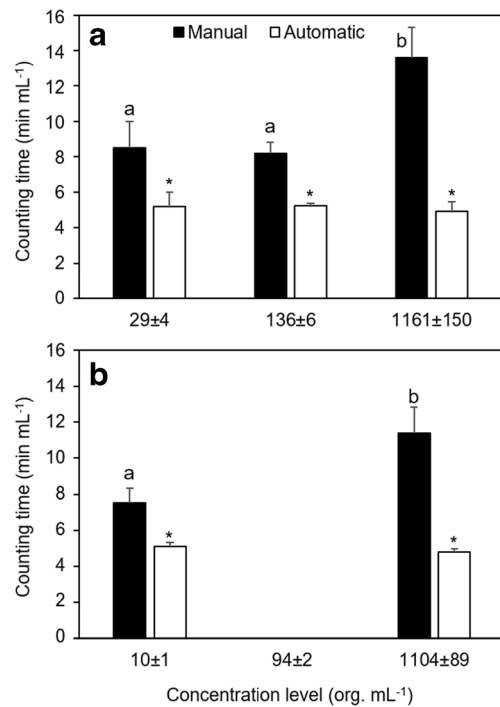 a
Manual Automatic
Counting time (min mL-1)
16
14
12
10
8
6
4
2
0
a * a * b *
29±4 136±6 1161±150
b
Counting time (min mL-1)
16
14
12
10
8
6
4
2
0
a * b *
10±1 94±2 1104±89
Concentration level (org. mL-1)